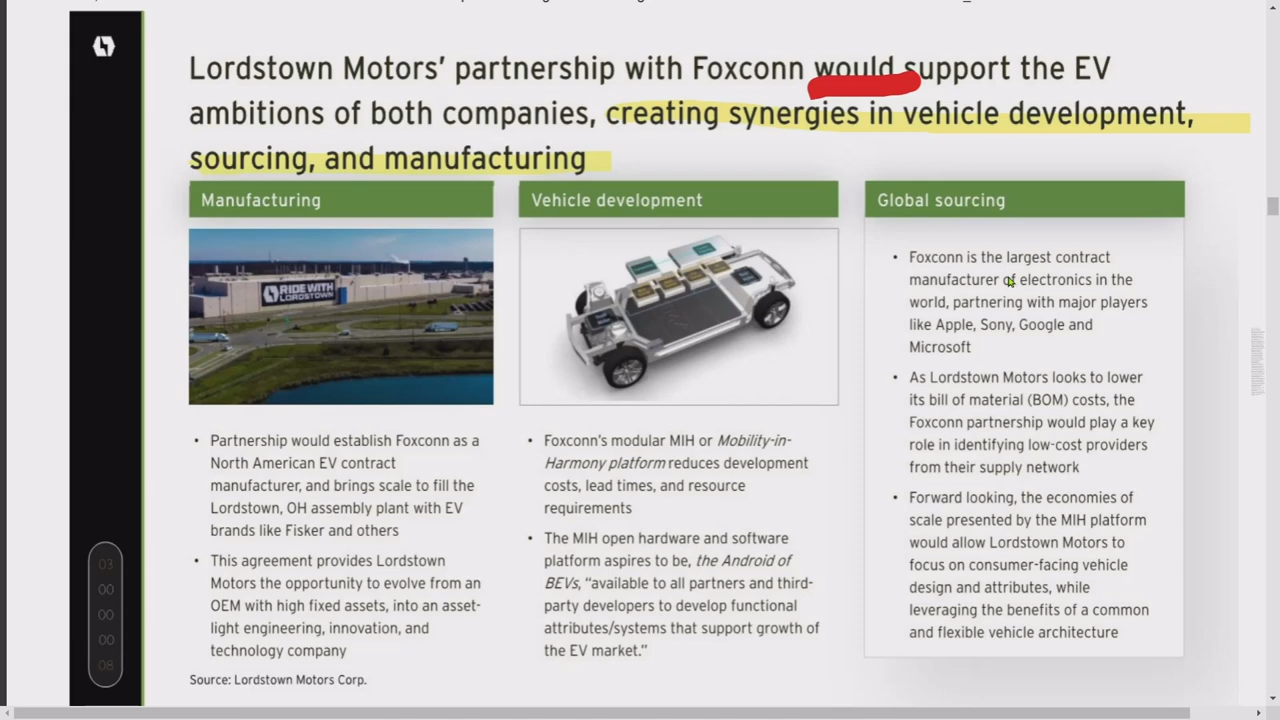 Lordstown Motors' partnership with Foxconn would support the EV
ambitions of both companies, creating synergies in vehicle development,
sourcing, and manufacturing
Manufacturing
RIDE WITH
LORDSTOWN
• Partnership would establish Foxconn as a
North American EV contract
manufacturer, and brings scale to fill the
Lordstown, OH assembly plant with EV
brands like Fisker and others
• This agreement provides Lordstown
Motors the opportunity to evolve from an
OEM with high fixed assets, into an asset-
light engineering, innovation, and
technology company
Vehicle development
• Foxconn's modular MIH or Mobility-in-
Harmony platform reduces development
costs, lead times, and resource
requirements
• The MIH open hardware and software
platform aspires to be, the Android of
BEVs, “available to all partners and third-
party developers to develop functional
attributes/systems that support growth of
the EV market.”
Global sourcing
• Foxconn is the largest contract
manufacturer of electronics in the
world, partnering with major players
like Apple, Sony, Google and
Microsoft
• As Lordstown Motors looks to lower
its bill of material (BOM) costs, the
Foxconn partnership would play a key
role in identifying low-cost providers
from their supply network
• Forward looking, the economies of
scale presented by the MIH platform
would allow Lordstown Motors to
focus on consumer-facing vehicle
design and attributes, while
leveraging the benefits of a common
and flexible vehicle architecture
Source: Lordstown Motors Corp.
03
00
00
00
08